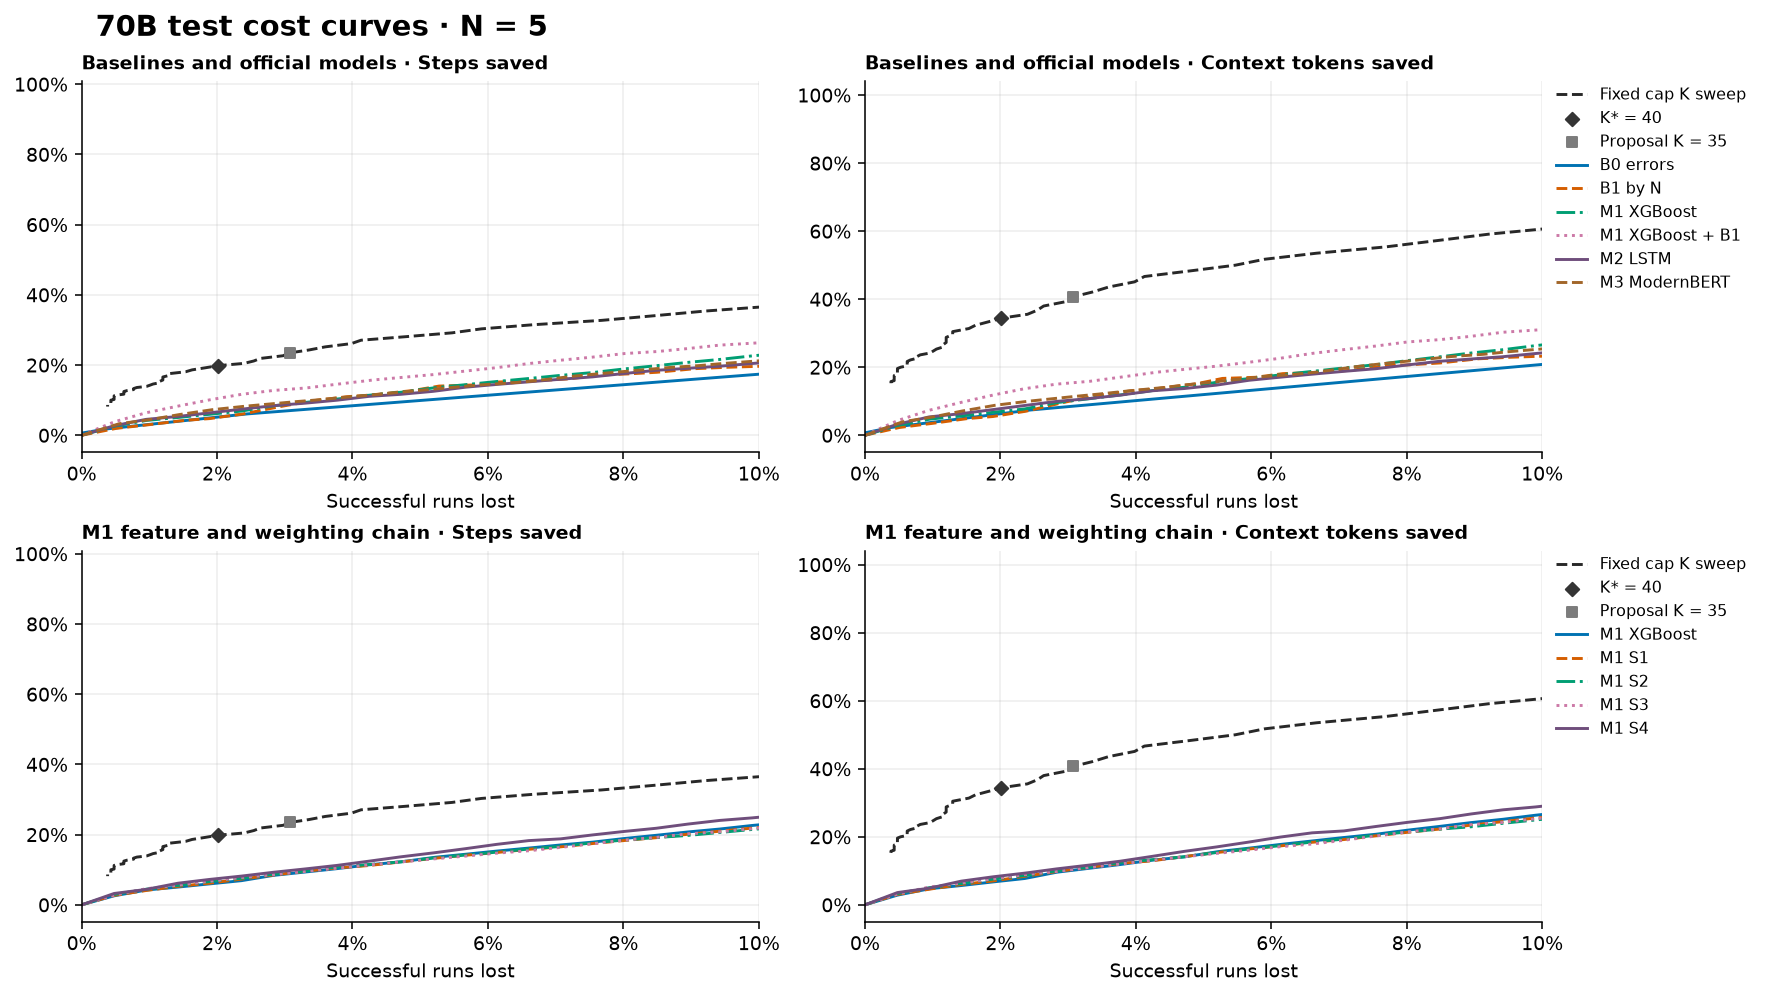 70B test cost curves · N = 5
Baselines and official models · Steps saved
100%
80%
60%
40%
20%
0%
0% 2% 4% 6% 8% 10%
Successful runs lost
Baselines and official models · Context tokens saved
100%
80%
60%
40%
20%
0%
0% 2% 4% 6% 8% 10%
Successful runs lost
Fixed cap K sweep
K* = 40
Proposal K = 35
B0 errors
B1 by N
M1 XGBoost
M1 XGBoost + B1
M2 LSTM
M3 ModernBERT
M1 feature and weighting chain · Steps saved
100%
80%
60%
40%
20%
0%
0% 2% 4% 6% 8% 10%
Successful runs lost
M1 feature and weighting chain · Context tokens saved
100%
80%
60%
40%
20%
0%
0% 2% 4% 6% 8% 10%
Successful runs lost
Fixed cap K sweep
K* = 40
Proposal K = 35
M1 XGBoost
M1 S1
M1 S2
M1 S3
M1 S4